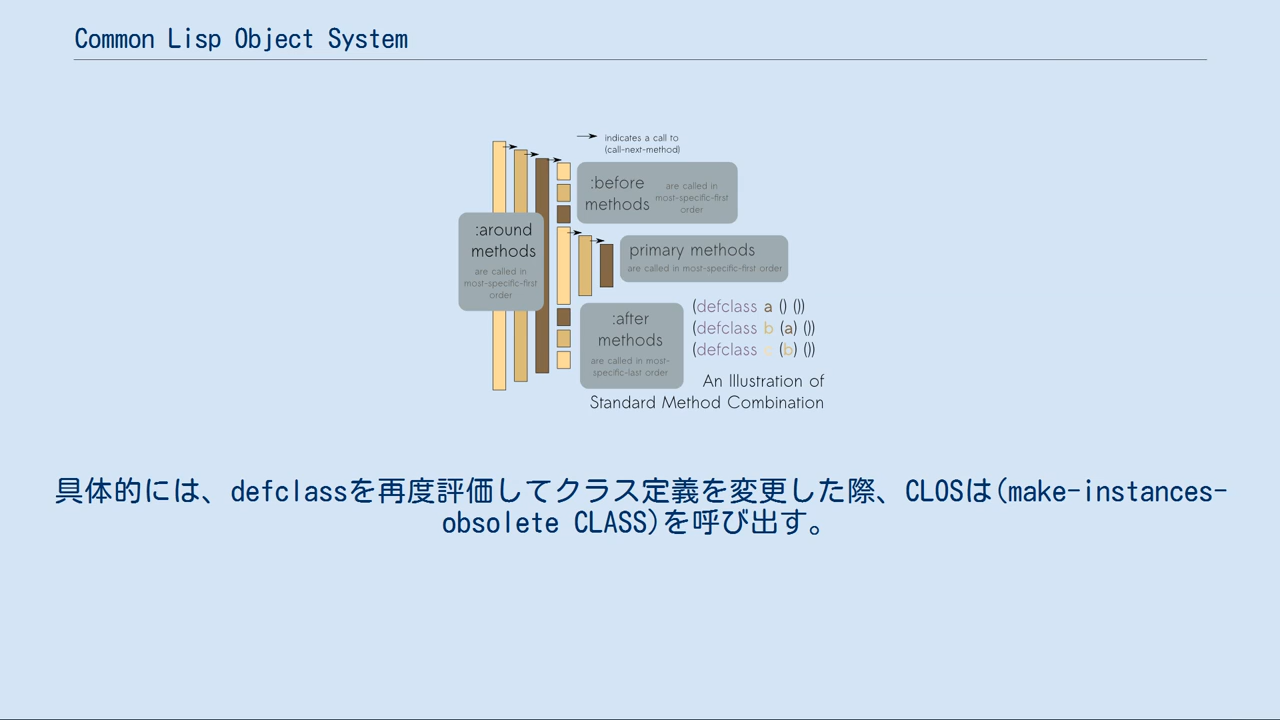 Common Lisp Object System
indicates a call to
(call-next-method)
:before
methods
are called in
most-specific-first
order
:around
methods
are called in
most-specific-first
order
primary methods
are called in most-specific-first order
:after
methods
are called in most-
specific-last order
(defclass a () ())
(defclass b (a) ())
(defclass c (b) ())
An Illustration of
Standard Method Combination
具体的には、defclassを再度評価してクラス定義を変更した際、CLOSは(make-instances-
obsolete CLASS)を呼び出す。